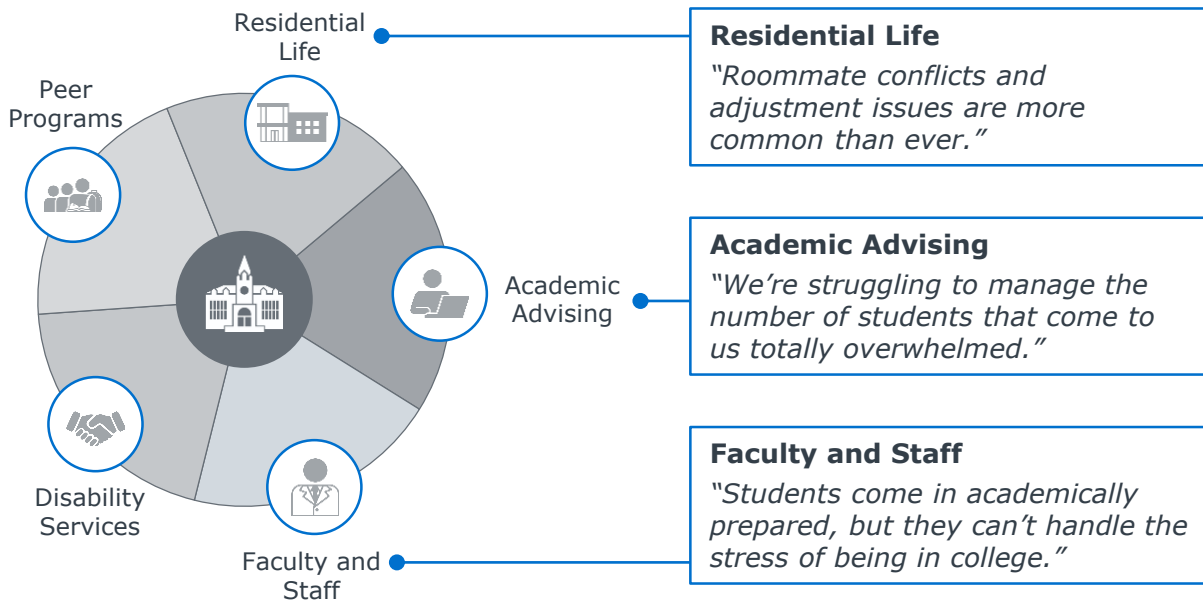 Residential
Life
Peer
Programs
Academic
Advising
Disability
Services
Faculty and
Staff
Residential Life
“Roommate conflicts and
adjustment issues are more
common than ever.”
Academic Advising
“We’re struggling to manage the
number of students that come to
us totally overwhelmed.”
Faculty and Staff
“Students come in academically
prepared, but they can’t handle the
stress of being in college.”